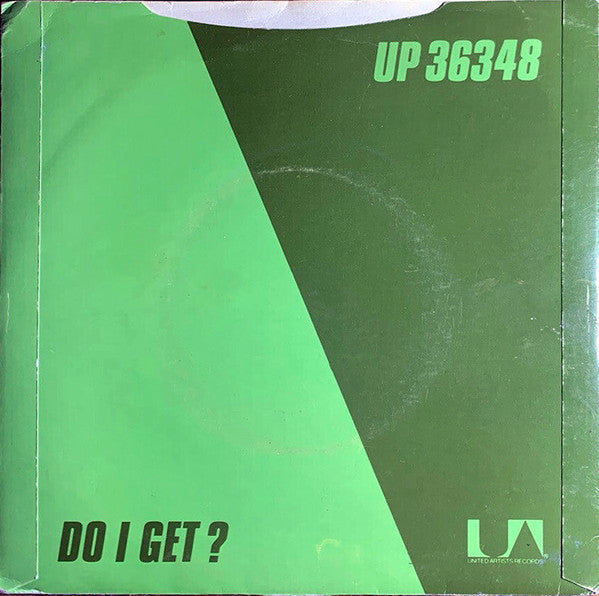 UP 36348
DO I GET ?
UA
UNITED ARTISTS RECORDS